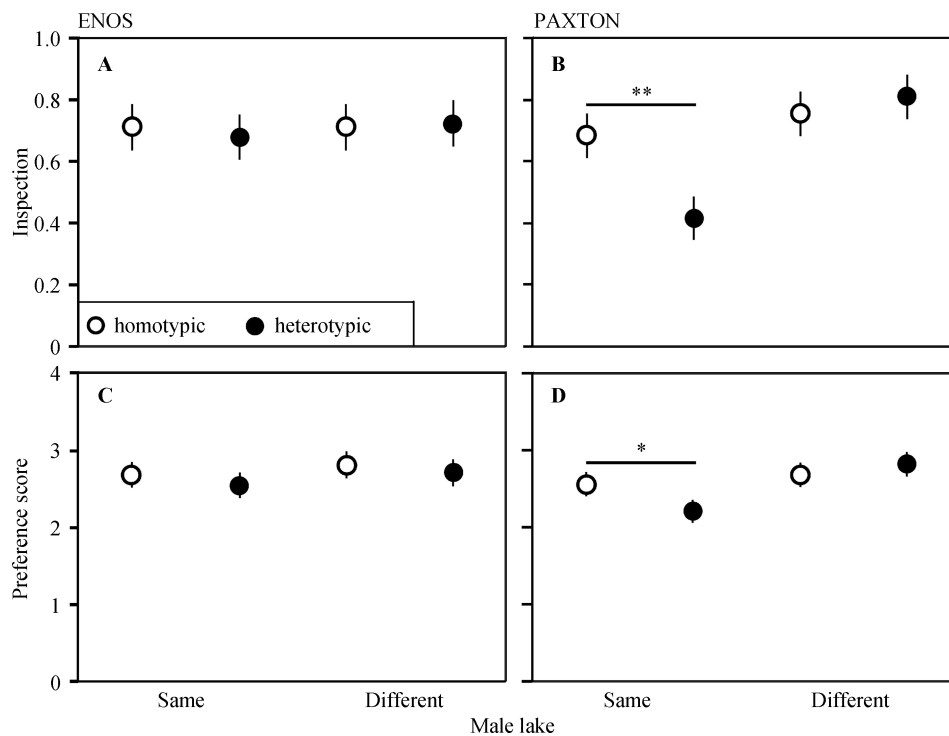 ENOS
PAXTON
1.0
0.8
0.6
0.4
0.2
0
Inspection
A
homotypic
heterotypic
B
**
4
3
2
1
0
Preference score
C
D
*
Same
Different
Same
Different
Male lake